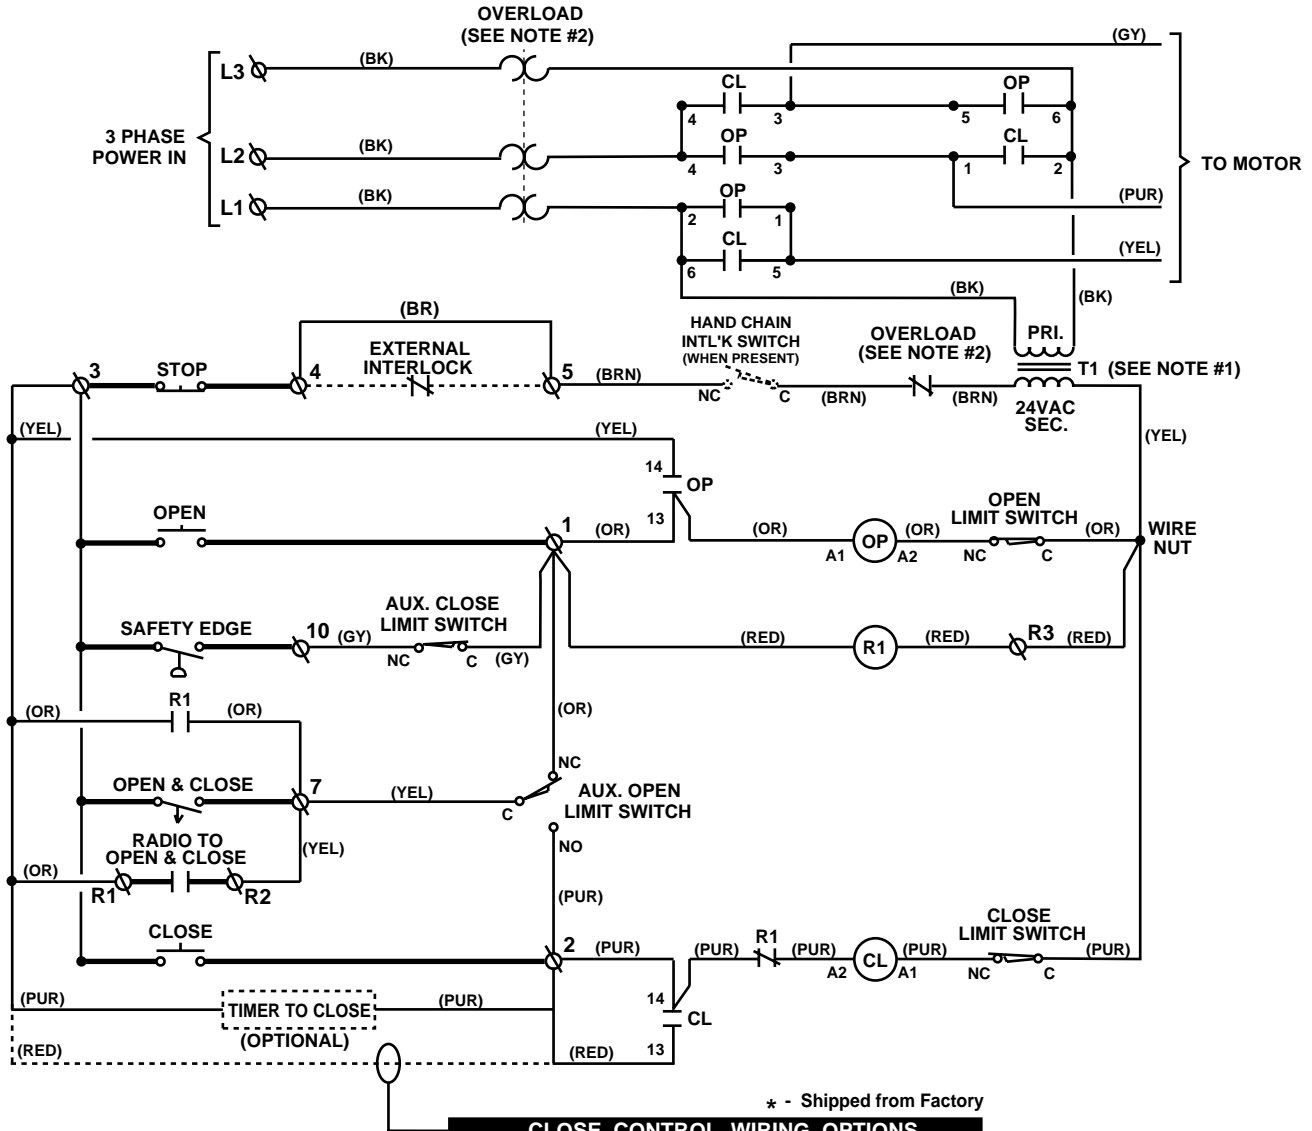 OVERLOAD
(SEE NOTE #2)
(GY)
L3
(BK)
CL
OP
4
3
5
6
3 PHASE
POWER IN
L2
(BK)
OP
CL
4
3
1
2
TO MOTOR
L1
(BK)
OP
2
1
(PUR)
CL
6
5
(YEL)
(BK)
(BK)
(BR)
HAND CHAIN
INTL'K SWITCH
(WHEN PRESENT)
OVERLOAD
(SEE NOTE #2)
PRI.
3
STOP
4
EXTERNAL
INTERLOCK
5
(BRN)
NC
C
(BRN)
(BRN)
T1 (SEE NOTE #1)
24VAC
SEC.
(YEL)
(YEL)
(YEL)
14
OP
13
OPEN
1
(OR)
(OR)
A1
OP
A2
(OR)
OPEN
LIMIT SWITCH
NC
C
(OR)
WIRE
NUT
SAFETY EDGE
10
(GY)
AUX. CLOSE
LIMIT SWITCH
NC
C
(GY)
(RED)
R1
(RED)
R3
(RED)
(OR)
R1
(OR)
(OR)
OPEN & CLOSE
7
(YEL)
NC
C
AUX. OPEN
LIMIT SWITCH
NO
RADIO TO
OPEN & CLOSE
(YEL)
(OR)
R1
R2
(PUR)
CLOSE
2
(PUR)
(PUR)
R1
(PUR)
A2
CL
A1
(PUR)
CLOSE
LIMIT SWITCH
NC
C
(PUR)
(PUR)
TIMER TO CLOSE
(OPTIONAL)
(PUR)
14
CL
13
(RED)
(RED)
* - Shipped from Factory
CLOSE CONTROL WIRING OPTIONS